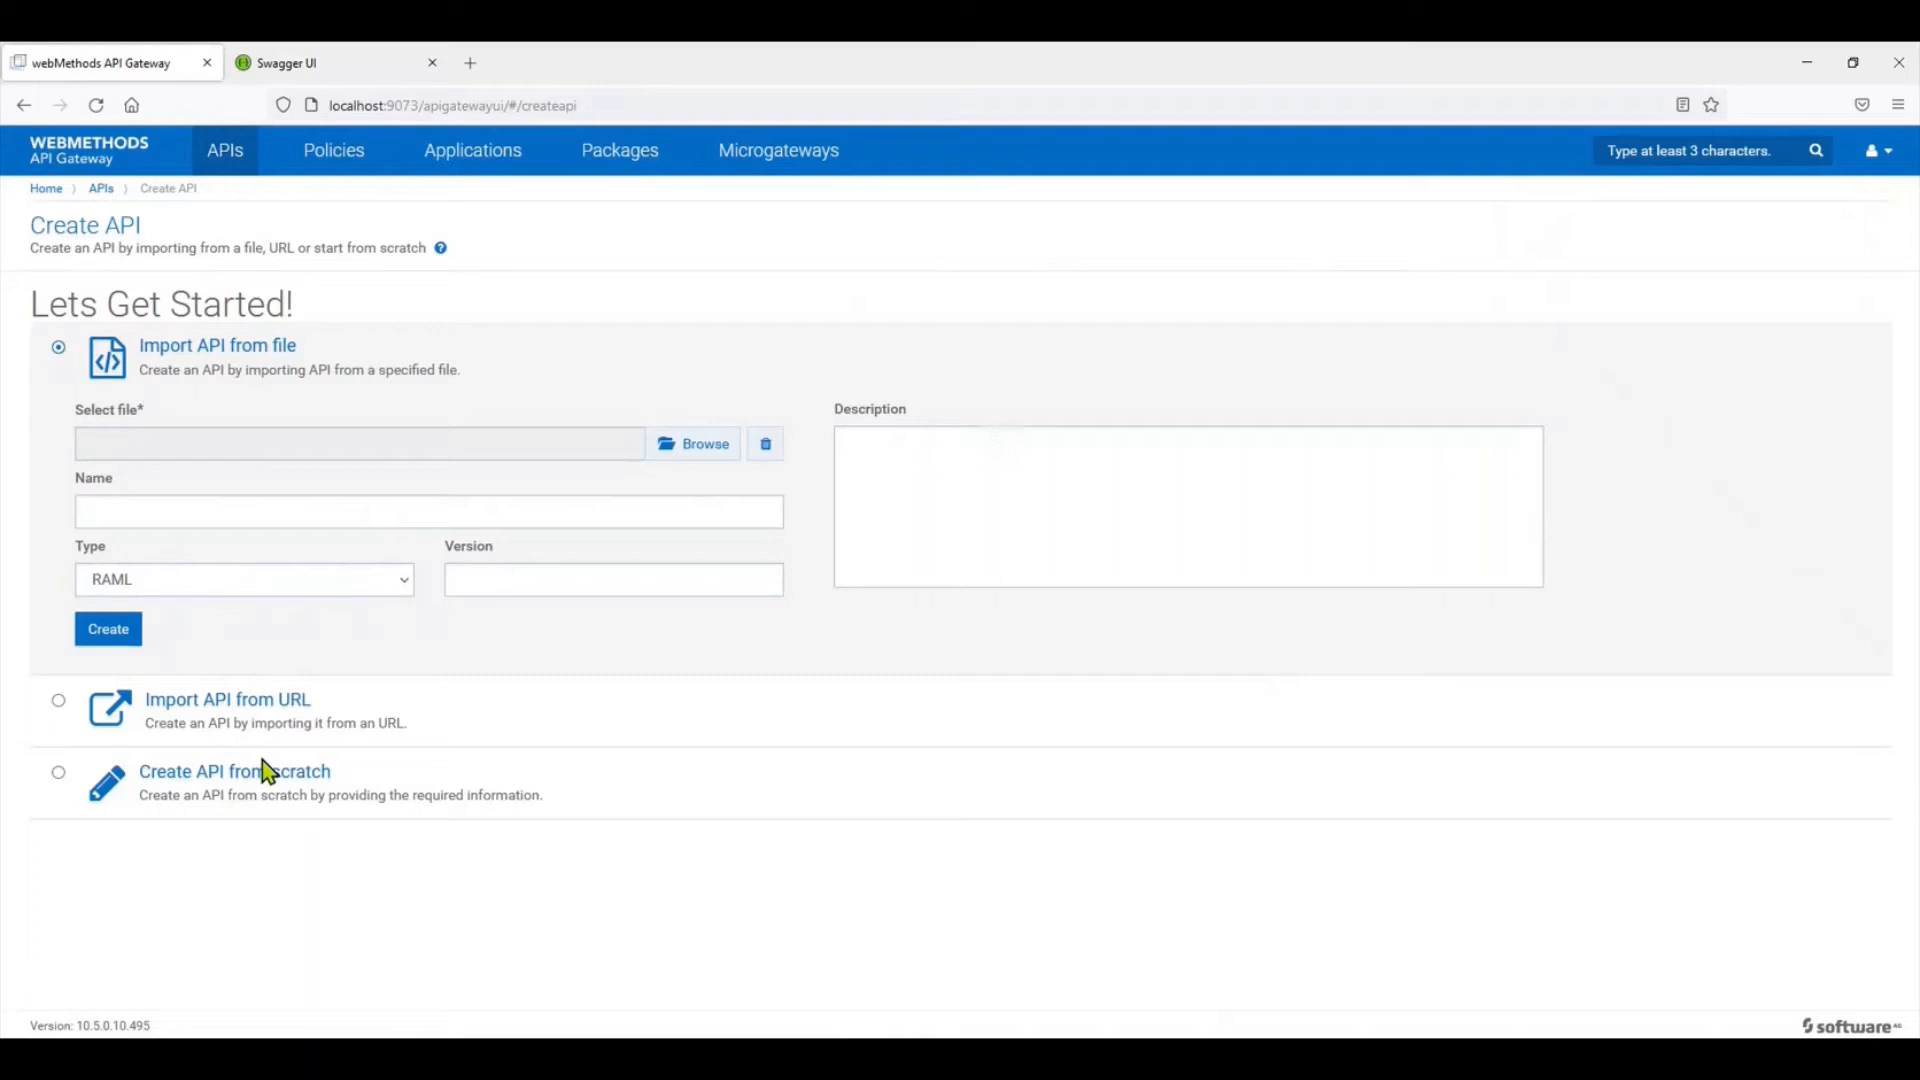 webMethods API Gateway
Swagger UI
localhost:9073/apigatewayui/#/createapi
WEBMETHODS
API Gateway
APIs
Policies
Applications
Packages
Microgateways
Type at least 3 characters.
Home
APIs
Create API
Create API
Create an API by importing from a file, URL or start from scratch
Lets Get Started!
Import API from file
Create an API by importing API from a specified file.
Select file*
Browse
Description
Name
Type
Version
RAML
Create
Import API from URL
Create an API by importing it from an URL.
Create API from scratch
Create an API from scratch by providing the required information.
Version: 10.5.0.10.495
software AG